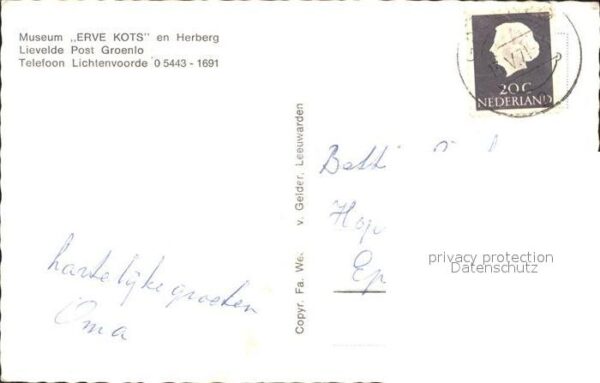 Museum „ERVE KOTS" en Herberg
Lievelde Post Groenlo
Telefoon Lichtenvoorde 0 5443 - 1691
20 C
NEDERLAND
Copyr. Fa. We. v. Gelder, Leeuwarden
hartelijke groeten
Oma
privacy protection
Datenschutz